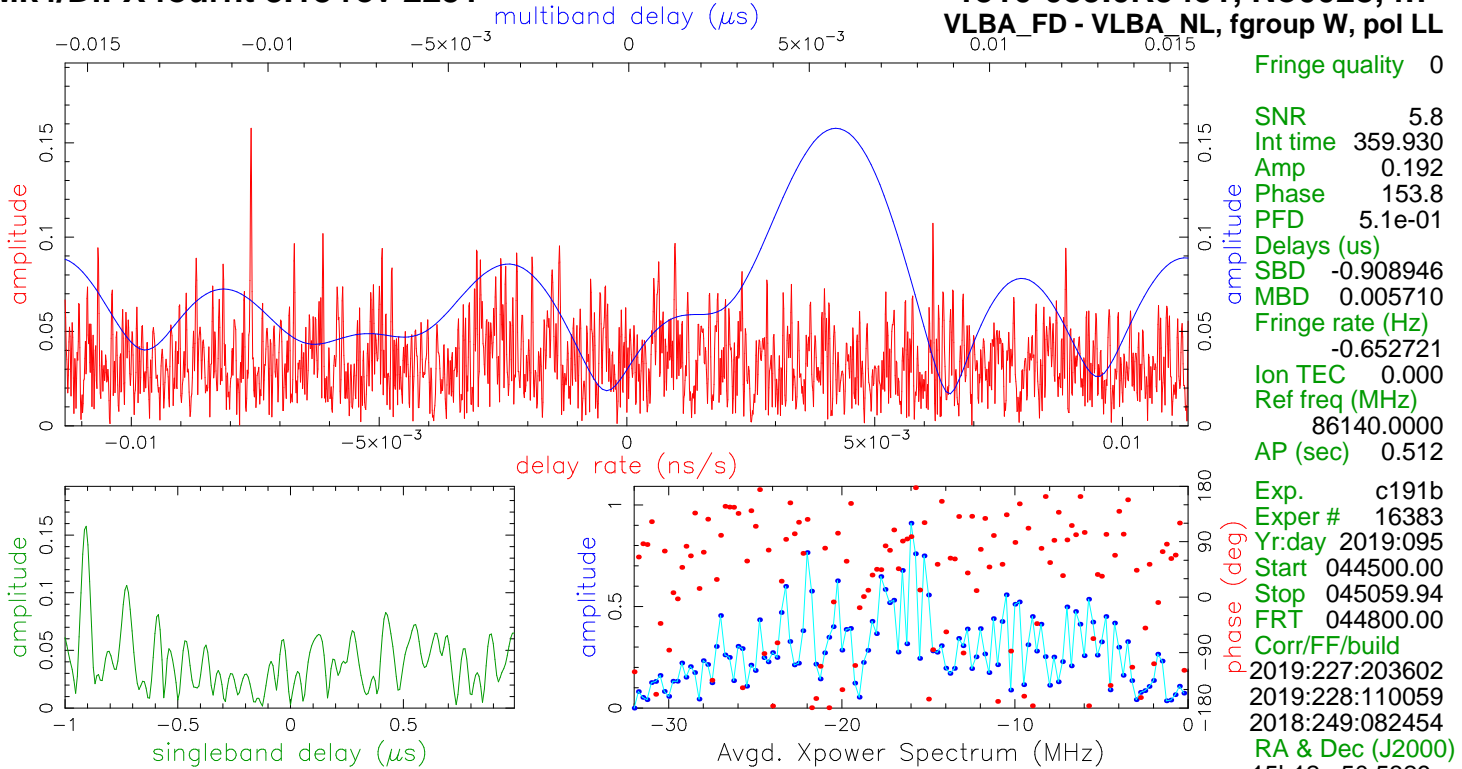 multiband delay (μs)
VLBA_FD - VLBA_NL, fgroup W, pol LL
−0.015 −0.01 −5×10⁻³ 0 5×10⁻³ 0.01 0.015
amplitude
0 0.05 0.1 0.15
amplitude
0 0.05 0.1 0.15
−0.01 −5×10⁻³ 0 5×10⁻³ 0.01
delay rate (ns/s)
Fringe quality 0
SNR 5.8
Int time 359.930
Amp 0.192
Phase 153.8
PFD 5.1e-01
Delays (us)
SBD -0.908946
MBD 0.005710
Fringe rate (Hz)
-0.652721
Ion TEC 0.000
Ref freq (MHz)
86140.0000
AP (sec) 0.512
Exp. c191b
Exper # 16383
Yr:day 2019:095
Start 044500.00
Stop 045059.94
FRT 044800.00
Corr/FF/build
2019:227:203602
2019:228:110059
2018:249:082454
RA & Dec (J2000)
amplitude
0 0.05 0.1 0.15
−1 −0.5 0 0.5
singleband delay (μs)
amplitude
0 0.5 1
−30 −20 −10 0
Avgd. Xpower Spectrum (MHz)
phase (deg)
−180 −90 0 90 180